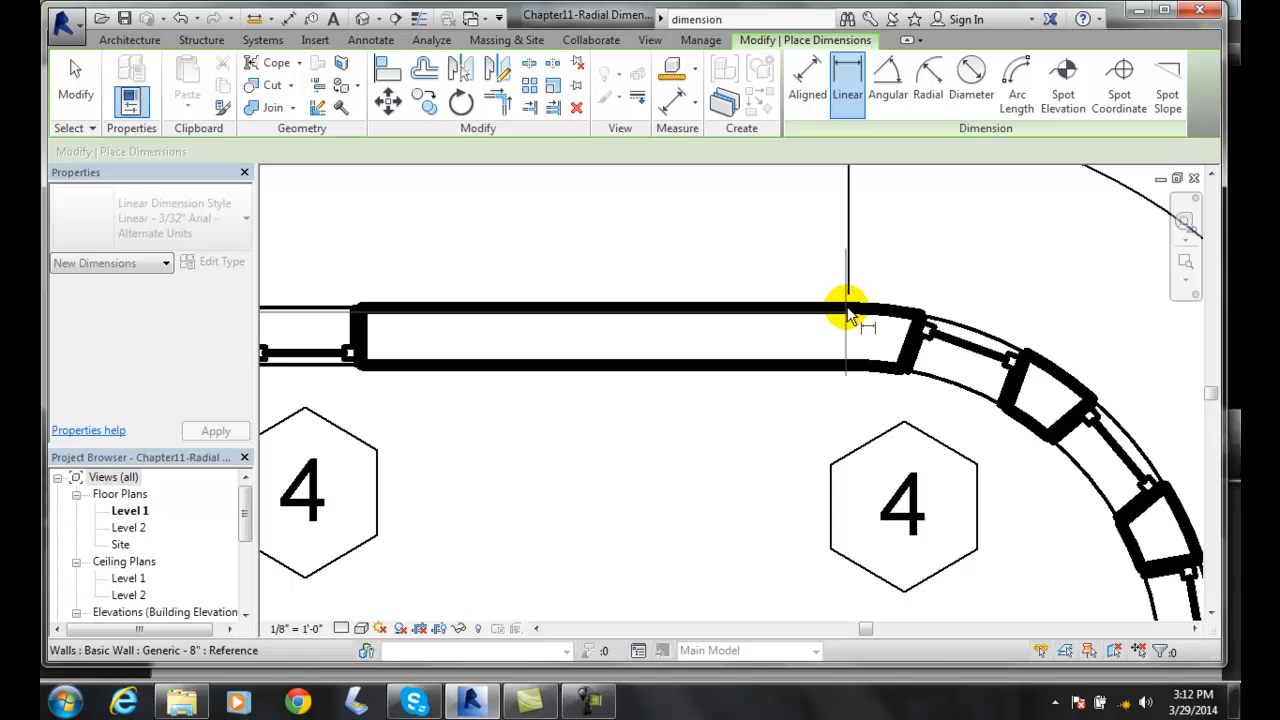 Chapter11-Radial Dimen...
dimension
Sign In
Architecture Structure Systems Insert Annotate Analyze Massing & Site Collaborate View Manage Modify | Place Dimensions
Modify Paste Cope Cut Join Aligned Linear Angular Radial Diameter Arc Length Spot Elevation Spot Coordinate Spot Slope
Select Properties Clipboard Geometry Modify View Measure Create Dimension
Modify | Place Dimensions
Properties
Linear Dimension Style
Linear - 3/32" Arial -
Alternate Units
New Dimensions Edit Type
Properties help Apply
Project Browser - Chapter11-Radial ...
Views (all)
Floor Plans
Level 1
Level 2
Site
Ceiling Plans
Level 1
Level 2
Elevations (Building Elevation
4 4
1/8" = 1'-0"
Walls : Basic Wall : Generic - 8" : Reference :0 Main Model :0
3:12 PM
3/29/2014